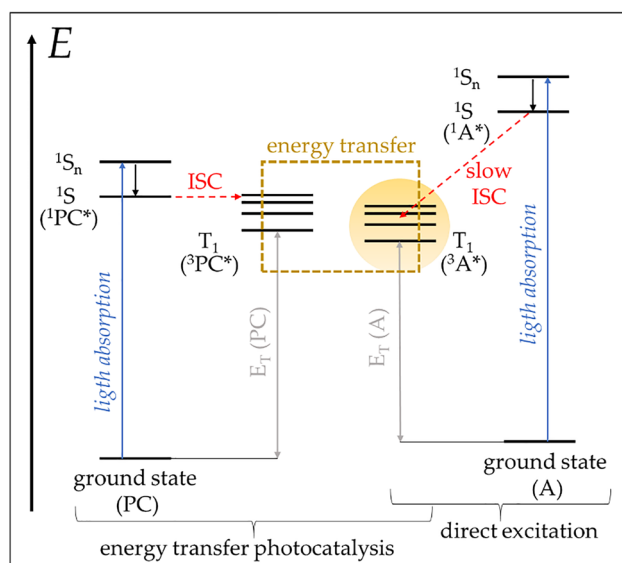 E
¹Sₙ
¹S
(¹PC*)
ISC
energy transfer
T₁
(³PC*)
¹Sₙ
¹S
(¹A*)
slow
ISC
T₁
(³A*)
ligth absorption
E_T (PC)
E_T (A)
ligth absorption
ground state
(PC)
ground state
(A)
energy transfer photocatalysis
direct excitation